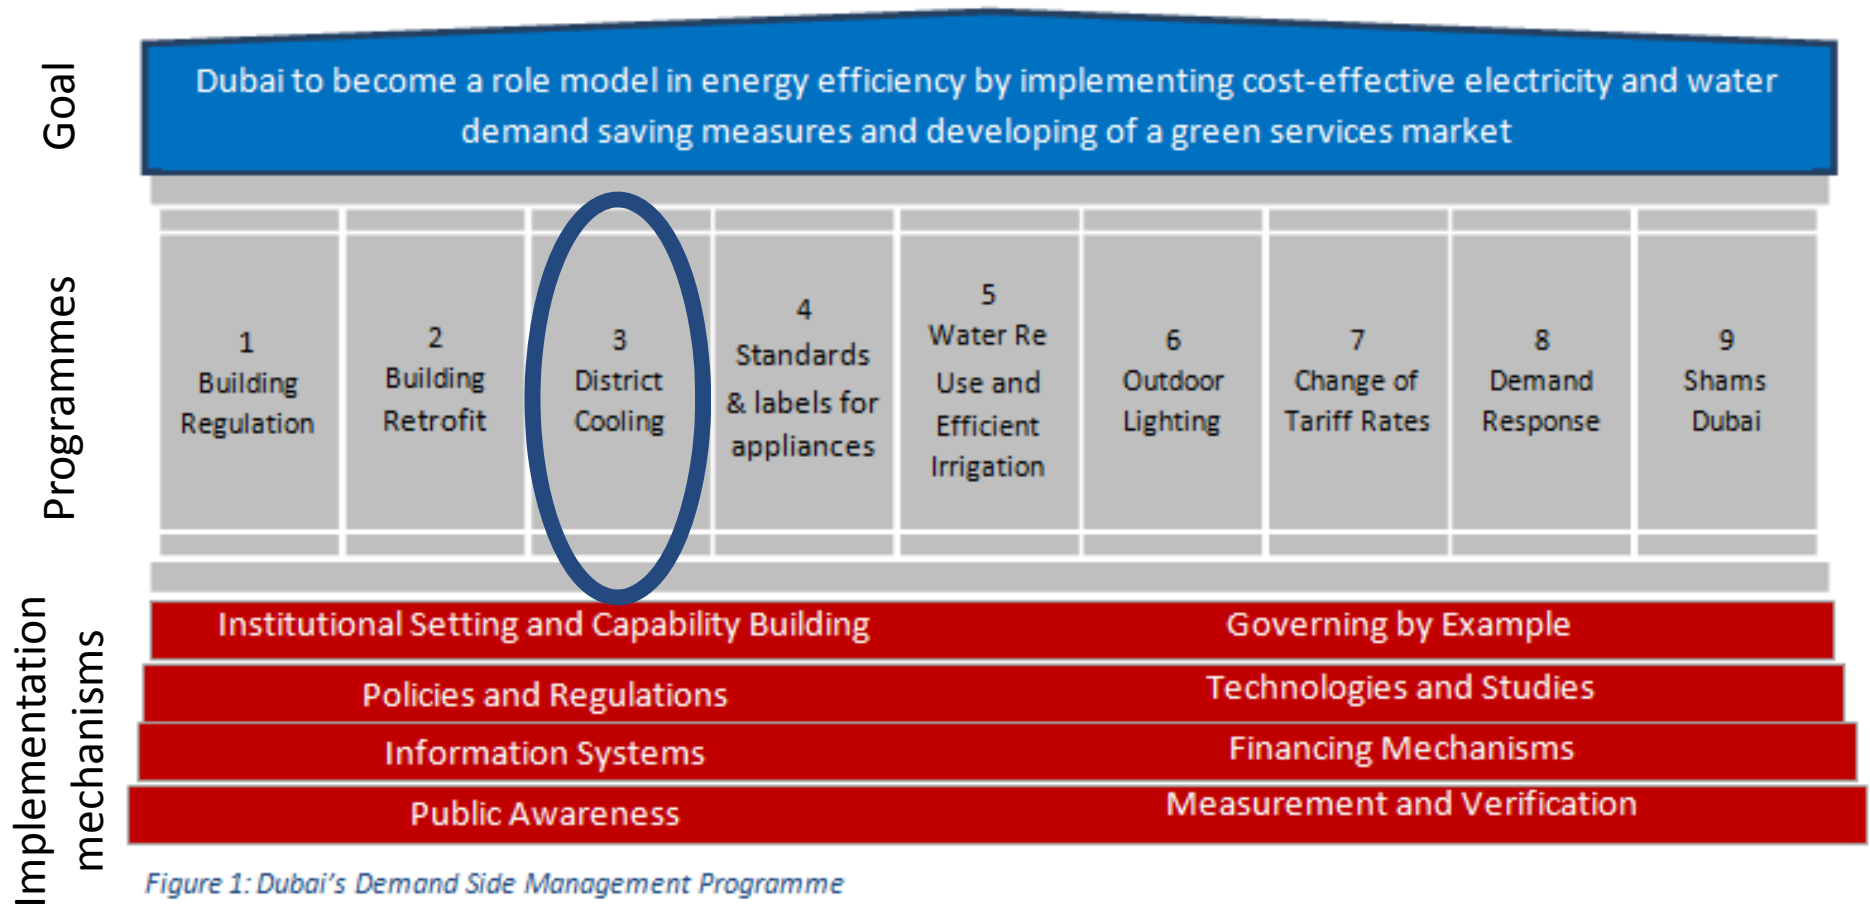 Goal
Dubai to become a role model in energy efficiency by implementing cost-effective electricity and water
demand saving measures and developing of a green services market
Programmes
1
Building
Regulation
2
Building
Retrofit
3
District
Cooling
4
Standards
& labels for
appliances
5
Water Re
Use and
Efficient
Irrigation
6
Outdoor
Lighting
7
Change of
Tariff Rates
8
Demand
Response
9
Shams
Dubai
Implementation
mechanisms
Institutional Setting and Capability Building
Governing by Example
Policies and Regulations
Technologies and Studies
Information Systems
Financing Mechanisms
Public Awareness
Measurement and Verification
Figure 1: Dubai's Demand Side Management Programme